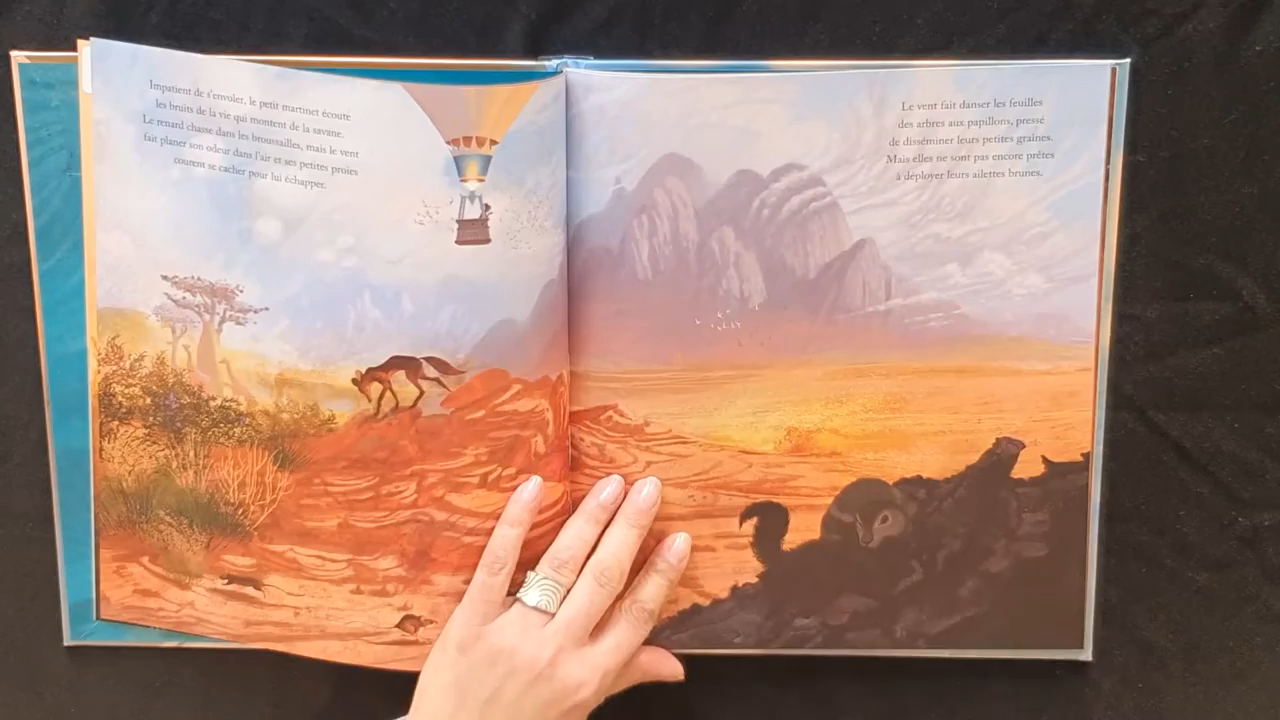 Impatient de s'envoler, le petit martinet écoute
les bruits de la vie qui montent de la savane.
Le renard chasse dans les broussailles, mais le vent
fait planer son odeur dans l'air et ses petites proies
courent se cacher pour lui échapper.
Le vent fait danser les feuilles
des arbres aux papillons, pressé
de disséminer leurs petites graines.
Mais elles ne sont pas encore prêtes
à déployer leurs ailettes brunes.